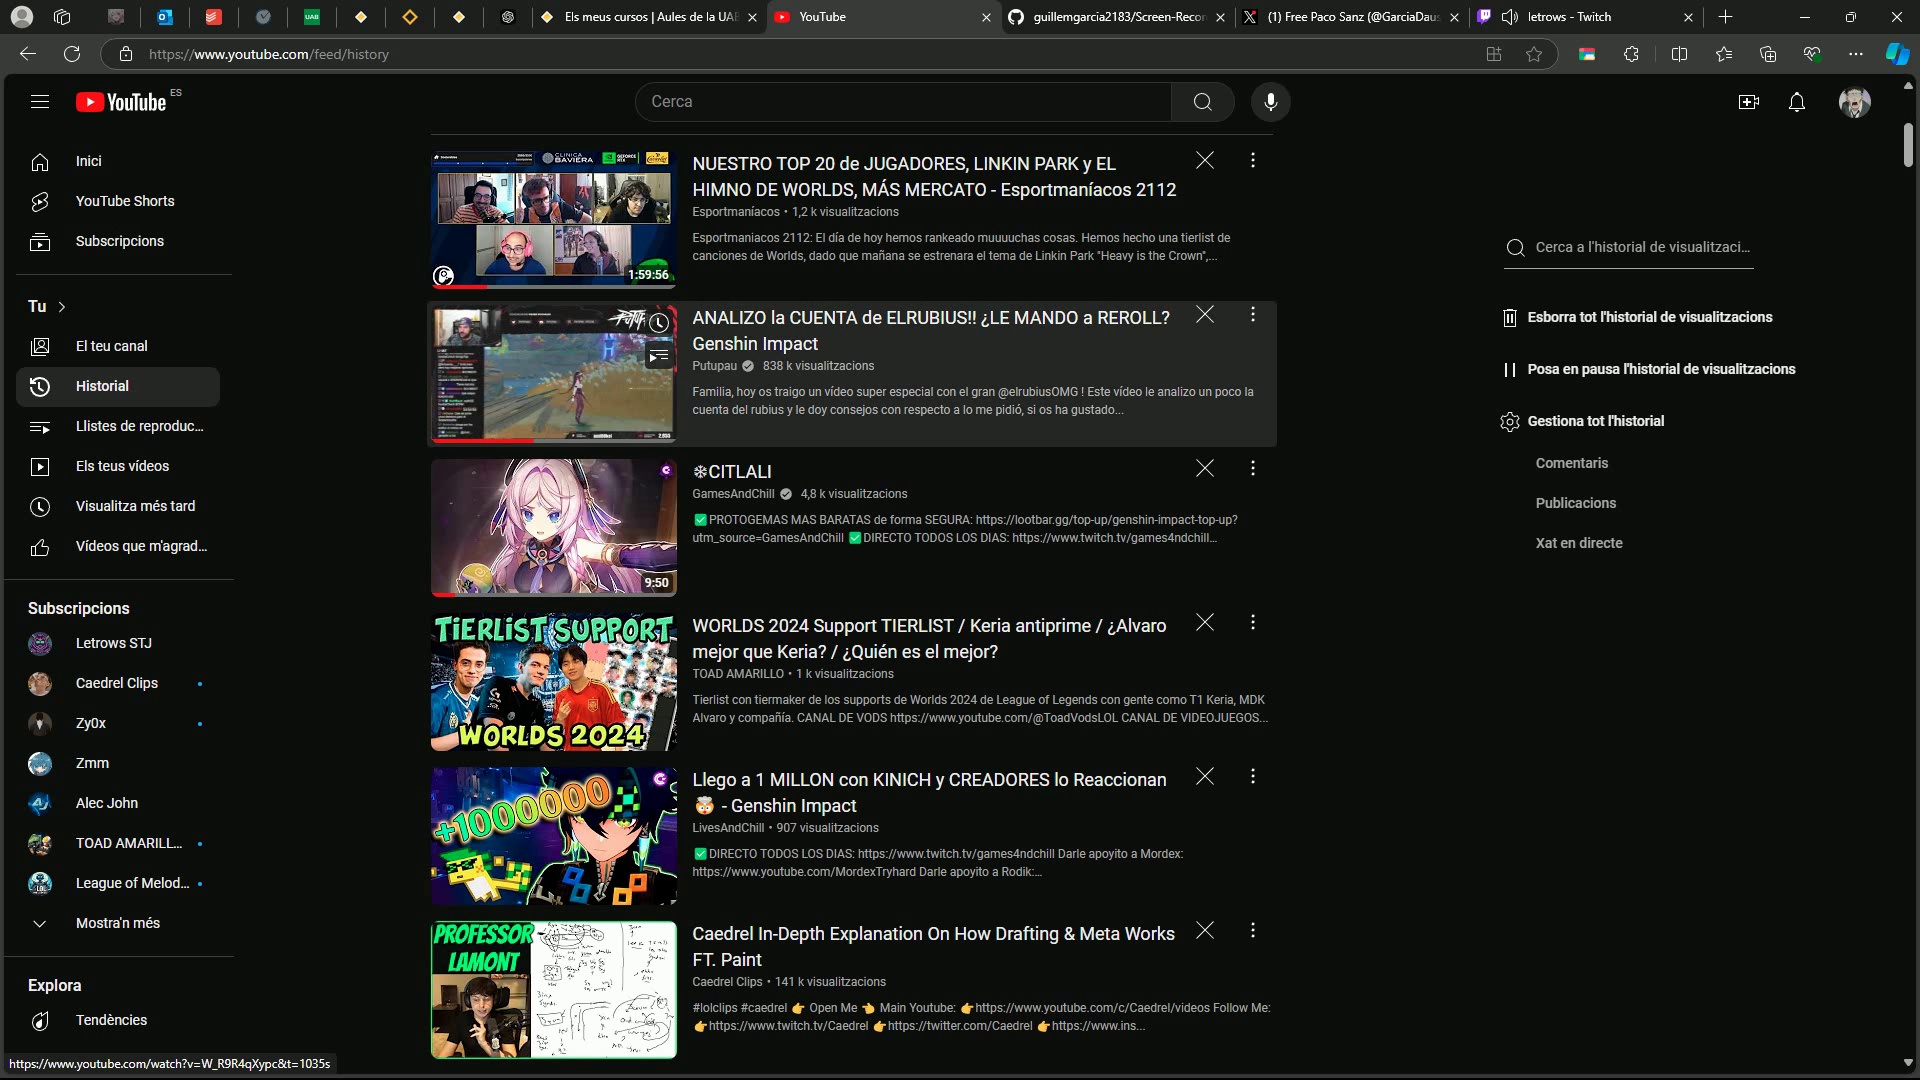 Els meus cursos | Aules de la UAB
YouTube
guillemgarcia2183/Screen-Recor
(1) Free Paco Sanz (@GarciaDaus
letrows - Twitch
https://www.youtube.com/feed/history
YouTube ES
Cerca
Inici
YouTube Shorts
Subscripcions
Tu
El teu canal
Historial
Llistes de reproduc...
Els teus vídeos
Visualitza més tard
Vídeos que m'agrad...
Subscripcions
Letrows STJ
Caedrel Clips
Zy0x
Zmm
Alec John
TOAD AMARILL...
League of Melod...
Mostra'n més
Explora
Tendències
https://www.youtube.com/watch?v=W_R9R4qXypc&t=1035s
CLINICA BAVIERA
1:59:56
NUESTRO TOP 20 de JUGADORES, LINKIN PARK y EL
HIMNO DE WORLDS, MÁS MERCATO - Esportmaníacos 2112
Esportmaníacos • 1,2 k visualitzacions
Esportmaniacos 2112: El día de hoy hemos rankeado muuuuchas cosas. Hemos hecho una tierlist de
canciones de Worlds, dado que mañana se estrenara el tema de Linkin Park "Heavy is the Crown",...
ANALIZO la CUENTA de ELRUBIUS!! ¿LE MANDO a REROLL?
Genshin Impact
Putupau 838 k visualitzacions
Familia, hoy os traigo un vídeo super especial con el gran @elrubiusOMG ! Este vídeo le analizo un poco la
cuenta del rubius y le doy consejos con respecto a lo me pidió, si os ha gustado...
9:50
❄CITLALI
GamesAndChill 4,8 k visualitzacions
✅PROTOGEMAS MAS BARATAS de forma SEGURA: https://lootbar.gg/top-up/genshin-impact-top-up?
utm_source=GamesAndChill ✅DIRECTO TODOS LOS DIAS: https://www.twitch.tv/games4ndchill...
TIERLIST SUPPORT
WORLDS 2024
WORLDS 2024 Support TIERLIST / Keria antiprime / ¿Alvaro
mejor que Keria? / ¿Quién es el mejor?
TOAD AMARILLO • 1 k visualitzacions
Tierlist con tiermaker de los supports de Worlds 2024 de League of Legends con gente como T1 Keria, MDK
Alvaro y compañía. CANAL DE VODS https://www.youtube.com/@ToadVodsLOL CANAL DE VIDEOJUEGOS...
+1000000
Llego a 1 MILLON con KINICH y CREADORES lo Reaccionan
🤯 - Genshin Impact
LivesAndChill • 907 visualitzacions
✅DIRECTO TODOS LOS DIAS: https://www.twitch.tv/games4ndchill Darle apoyito a Mordex:
https://www.youtube.com/MordexTryhard Darle apoyito a Rodik:...
PROFESSOR
LAMONT
Caedrel In-Depth Explanation On How Drafting & Meta Works
FT. Paint
Caedrel Clips • 141 k visualitzacions
#lolclips #caedrel 👉 Open Me 👈 Main Youtube: 👉https://www.youtube.com/c/Caedrel/videos Follow Me:
👉https://www.twitch.tv/Caedrel 👉https://twitter.com/Caedrel 👉https://www.ins...
Cerca a l'historial de visualitzaci...
Esborra tot l'historial de visualitzacions
Posa en pausa l'historial de visualitzacions
Gestiona tot l'historial
Comentaris
Publicacions
Xat en directe